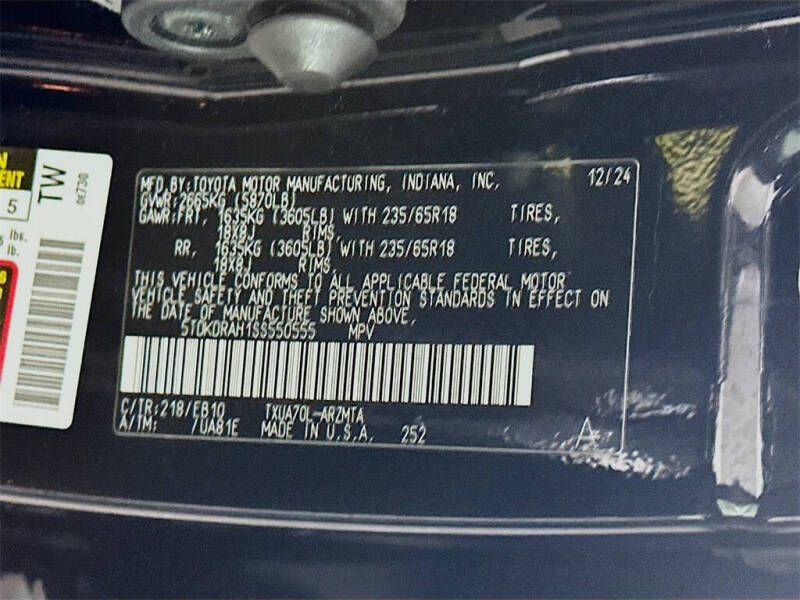 MFD.BY:TOYOTA MOTOR MANUFACTURING, INDIANA, INC. 12/24
GVWR:2665KG (5870LB)
GAWR:FRT, 1635KG (3605LB) WITH 235/65R18 TIRES,
18X8J RIMS,
RR, 1635KG (3605LB) WITH 235/65R18 TIRES,
18X8J RIMS,
THIS VEHICLE CONFORMS TO ALL APPLICABLE FEDERAL MOTOR
VEHICLE SAFETY AND THEFT PREVENTION STANDARDS IN EFFECT ON
THE DATE OF MANUFACTURE SHOWN ABOVE,
5TDKDRAH1SS550555 MPV
C/TR:218/EB10 TXUA70L-ARZMTA
A/TM: /UA81E MADE IN U.S.A. 252 A
TW
0E730
5
lbs.
lb.